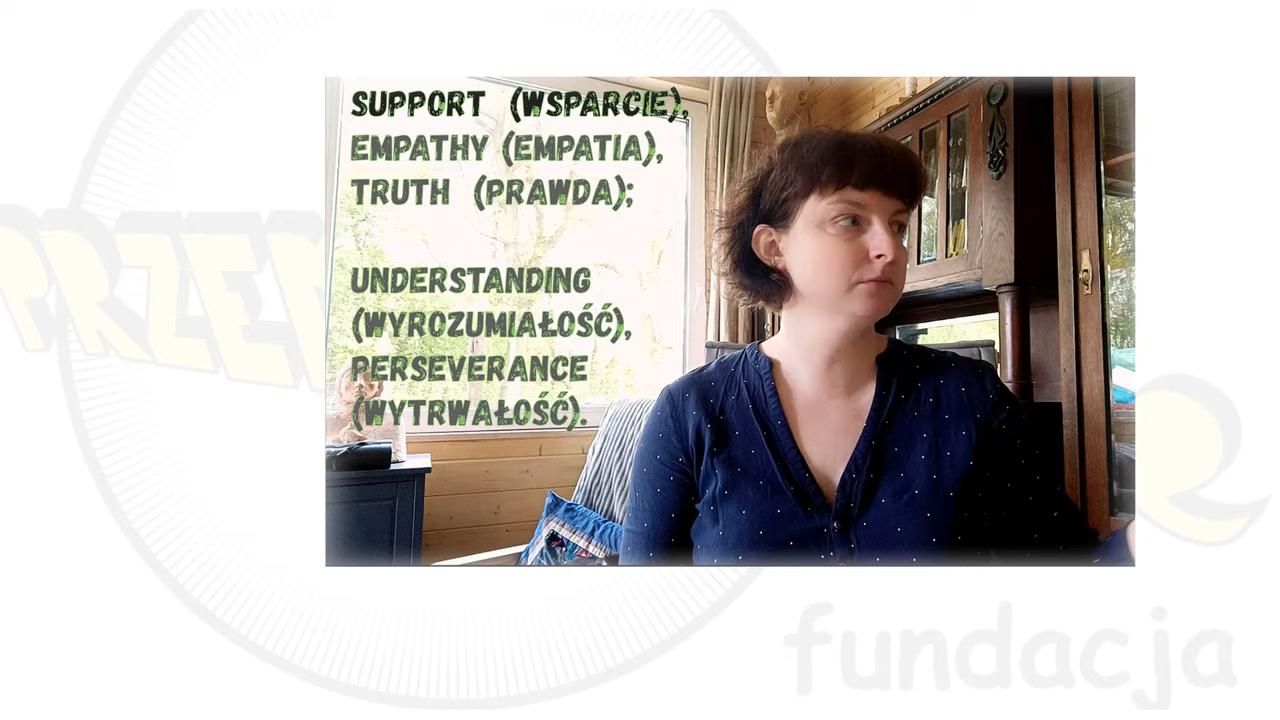 SUPPORT (WSPARCIE),
EMPATHY (EMPATIA),
TRUTH (PRAWDA);
UNDERSTANDING
(WYROZUMIAŁOŚĆ),
PERSEVERANCE
(WYTRWAŁOŚĆ).
fundacja